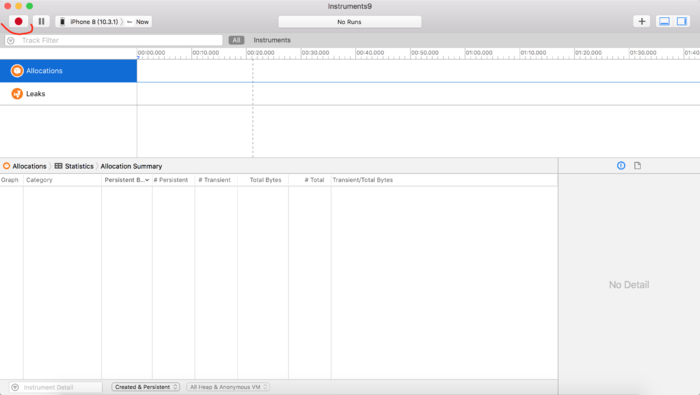 Instruments9
iPhone 8 (10.3.1) Now
No Runs
Track Filter All Instruments
00:00,000 00:10,000 00:20,000 00:30,000 00:40,000 00:50,000 01:00,000 01:10,000 01:20,000 01:30,000 01:40,0
Allocations
Leaks
Allocations Statistics Allocation Summary
Graph Category Persistent B... # Persistent # Transient Total Bytes # Total Transient/Total Bytes
No Detail
Instrument Detail Created & Persistent All Heap & Anonymous VM